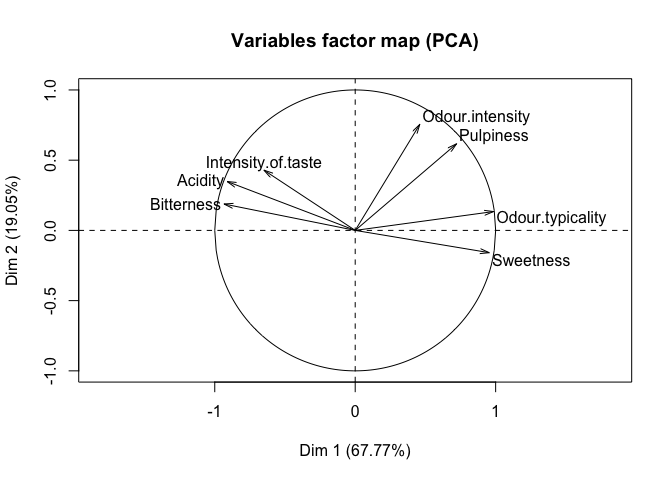 Variables factor map (PCA)
Dim 2 (19.05%)
1.0
0.5
0.0
-0.5
-1.0
Odour.intensity
Pulpiness
Intensity.of.taste
Acidity
Bitterness
Odour.typicality
Sweetness
-1
0
1
Dim 1 (67.77%)